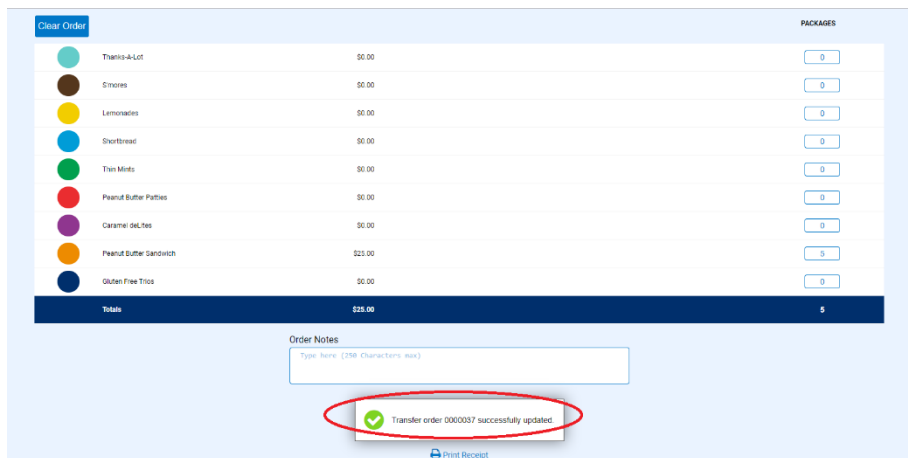 Clear Order
PACKAGES
Thanks-A-Lot $0.00 0
S'mores $0.00 0
Lemonades $0.00 0
Shortbread $0.00 0
Thin Mints $0.00 0
Peanut Butter Patties $0.00 0
Caramel deLites $0.00 0
Peanut Butter Sandwich $25.00 5
Gluten Free Trios $0.00 0
Totals $25.00 5
Order Notes
Type here (250 Characters max)
Transfer order 0000037 successfully updated.
Print Receipt